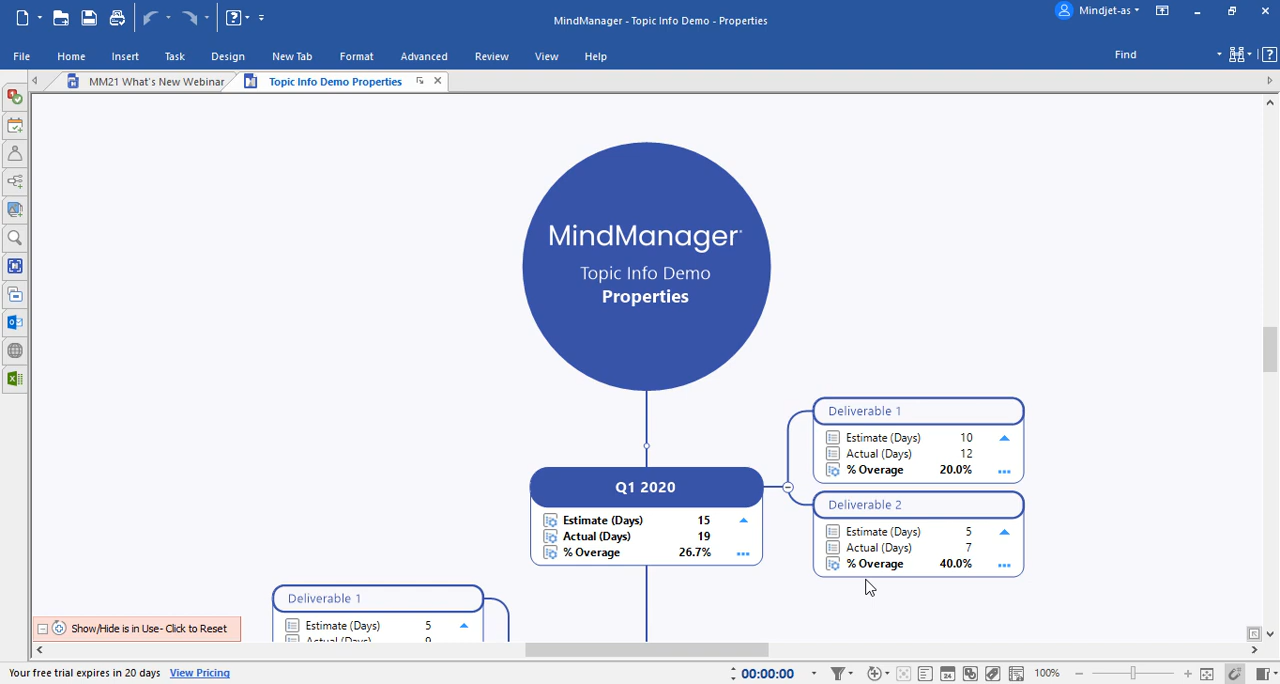 MindManager - Topic Info Demo - Properties
Mindjet-as
File Home Insert Task Design New Tab Format Advanced Review View Help
Find
MM21 What's New Webinar
Topic Info Demo Properties
MindManager
Topic Info Demo
Properties
Q1 2020
Estimate (Days) 15
Actual (Days) 19
% Overage 26.7%
Deliverable 1
Estimate (Days) 10
Actual (Days) 12
% Overage 20.0%
Deliverable 2
Estimate (Days) 5
Actual (Days) 7
% Overage 40.0%
Deliverable 1
Estimate (Days) 5
Actual (Days) 9
Show/Hide is in Use- Click to Reset
Your free trial expires in 20 days View Pricing
00:00:00
24
100%